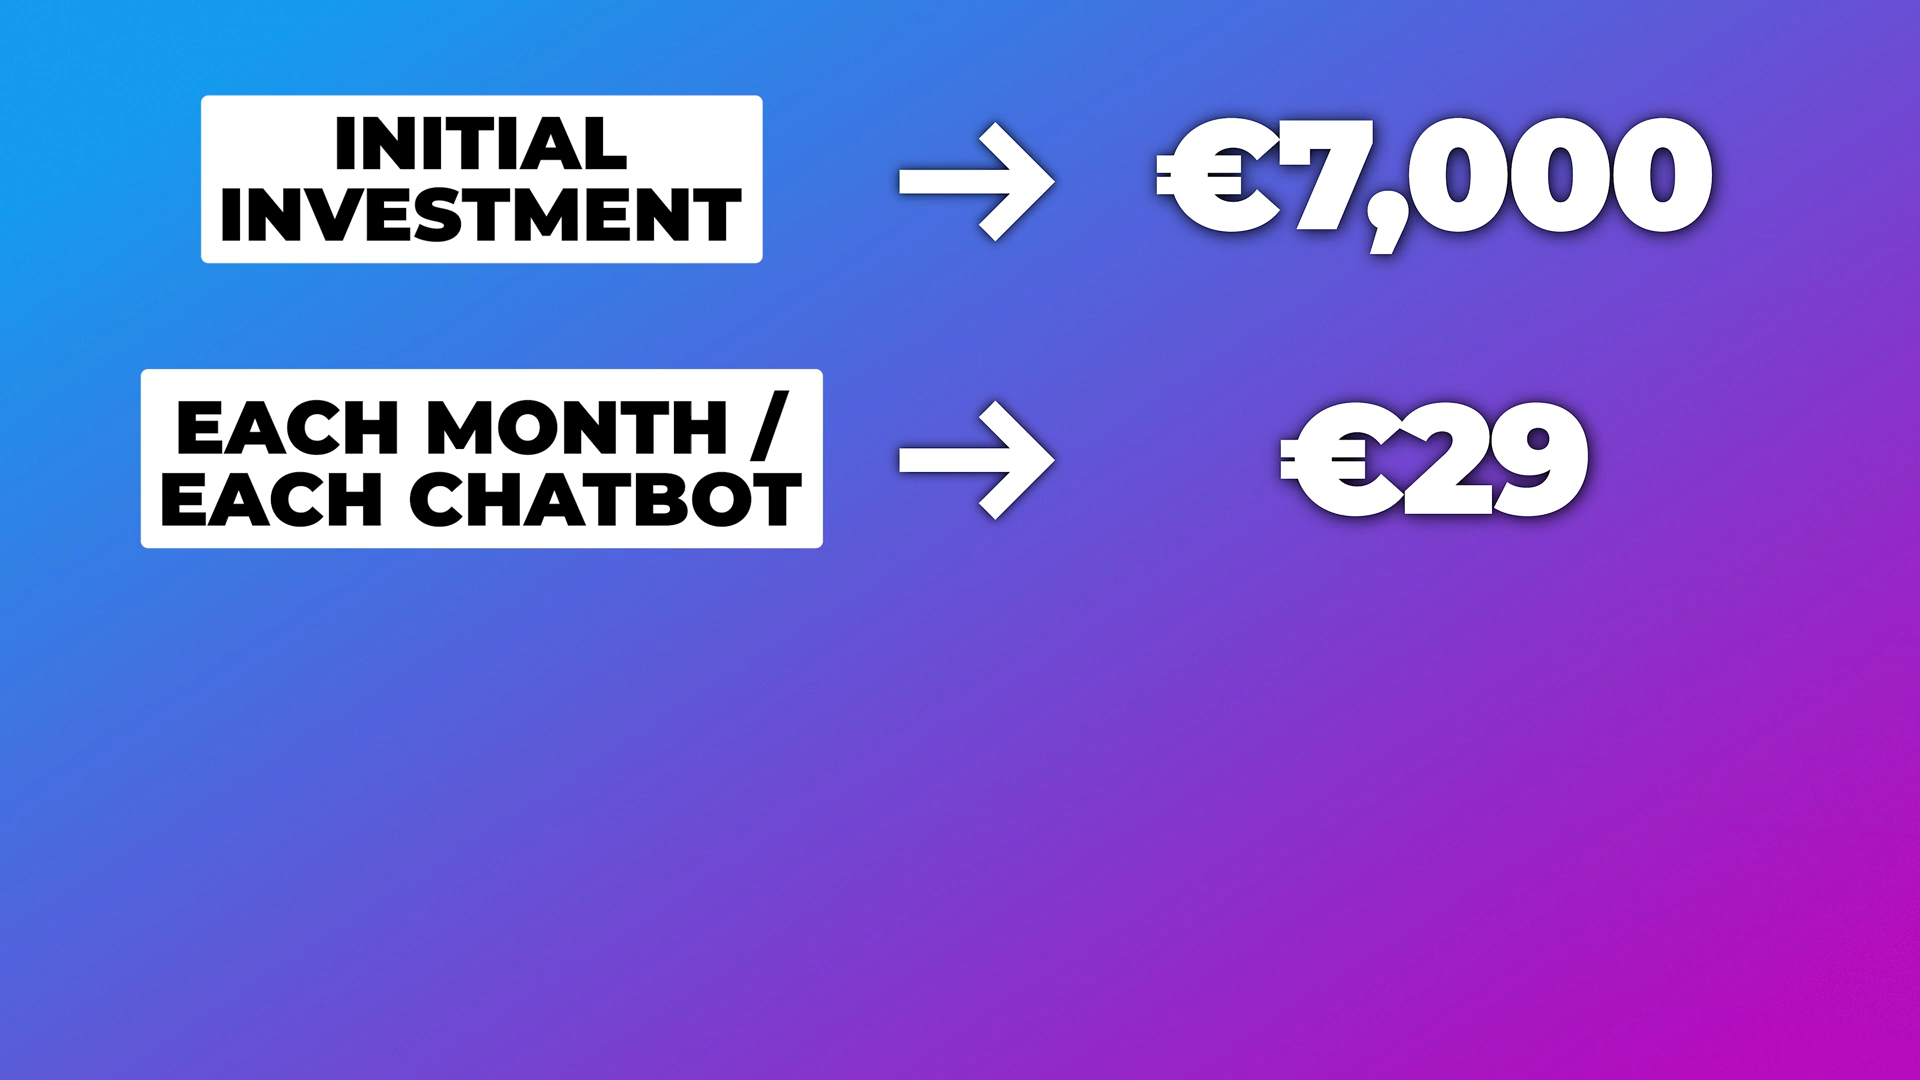 INITIAL
INVESTMENT
→ €7,000
EACH MONTH /
EACH CHATBOT
→ €29